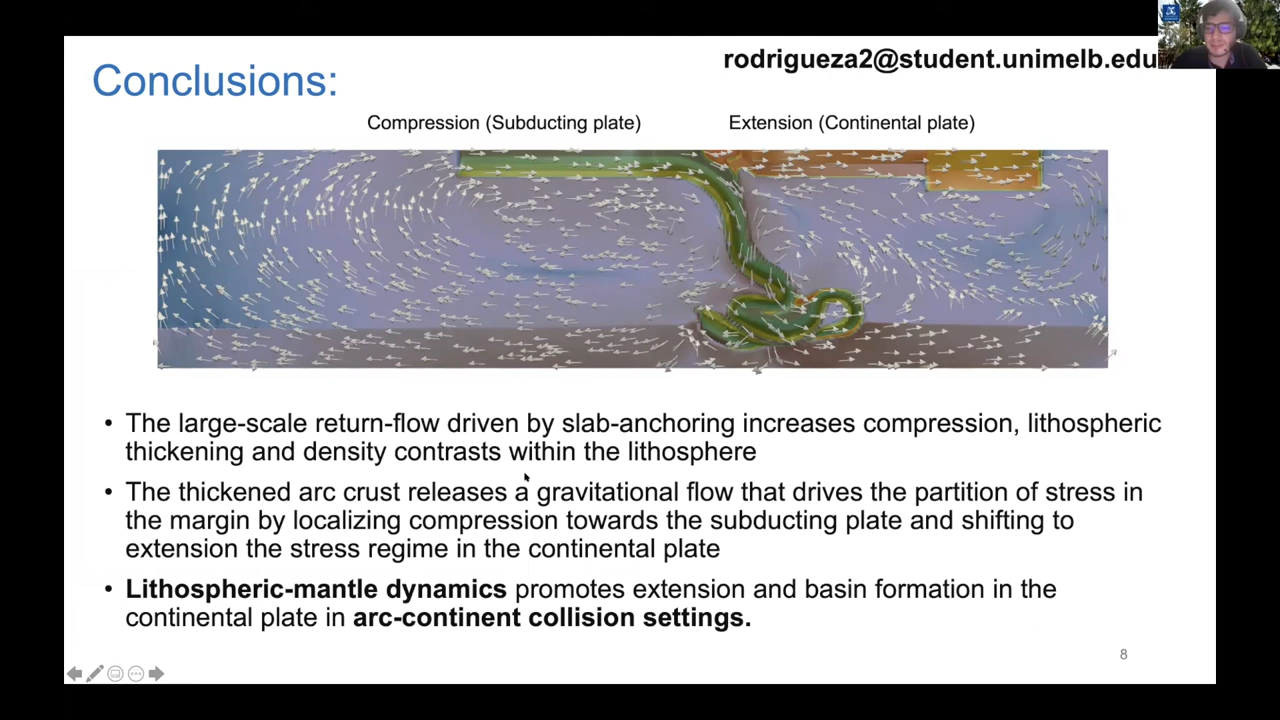 rodrigueza2@student.unimelb.edu
Conclusions:
Compression (Subducting plate)
Extension (Continental plate)
• The large-scale return-flow driven by slab-anchoring increases compression, lithospheric
thickening and density contrasts within the lithosphere
• The thickened arc crust releases a gravitational flow that drives the partition of stress in
the margin by localizing compression towards the subducting plate and shifting to
extension the stress regime in the continental plate
• Lithospheric-mantle dynamics promotes extension and basin formation in the
continental plate in arc-continent collision settings.
8